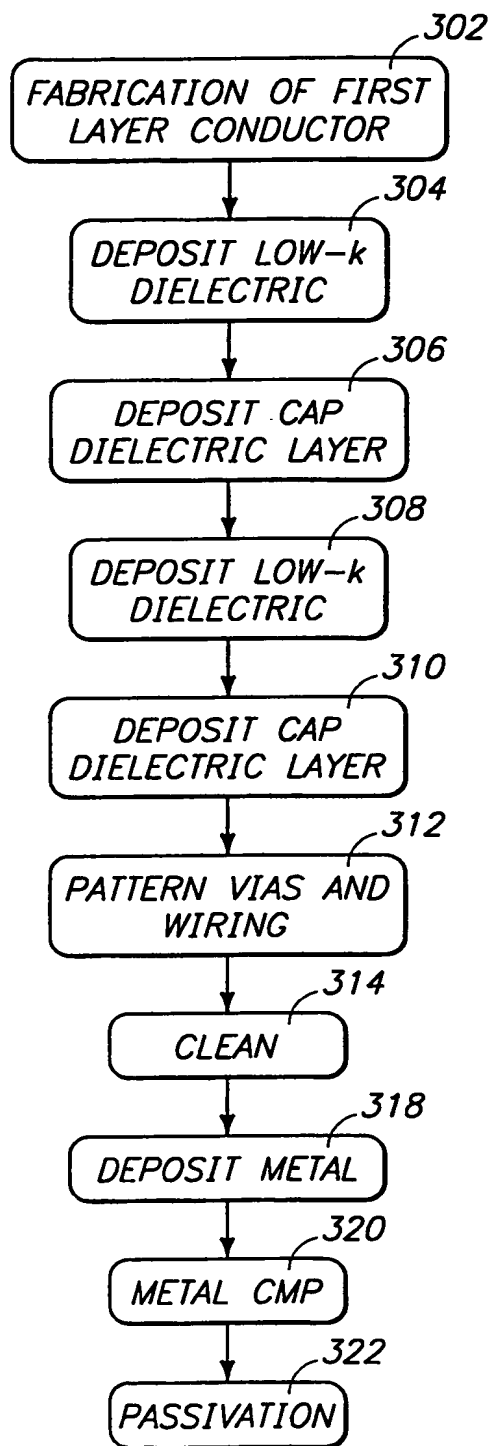 302
FABRICATION OF FIRST
LAYER CONDUCTOR
304
DEPOSIT LOW-k
DIELECTRIC
306
DEPOSIT CAP
DIELECTRIC LAYER
308
DEPOSIT LOW-k
DIELECTRIC
310
DEPOSIT CAP
DIELECTRIC LAYER
312
PATTERN VIAS AND
WIRING
314
CLEAN
318
DEPOSIT METAL
320
METAL CMP
322
PASSIVATION